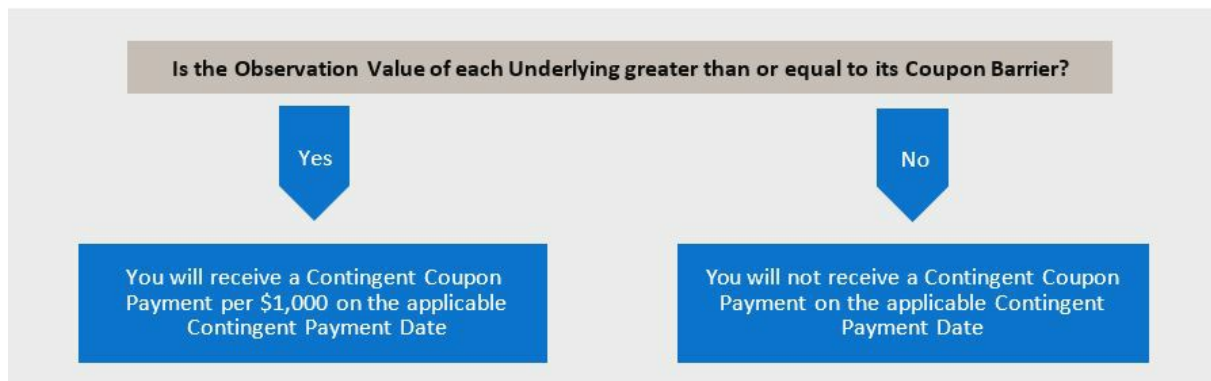 Is the Observation Value of each Underlying greater than or equal to its Coupon Barrier?
Yes
No
You will receive a Contingent Coupon
Payment per $1,000 on the applicable
Contingent Payment Date
You will not receive a Contingent Coupon
Payment on the applicable Contingent
Payment Date